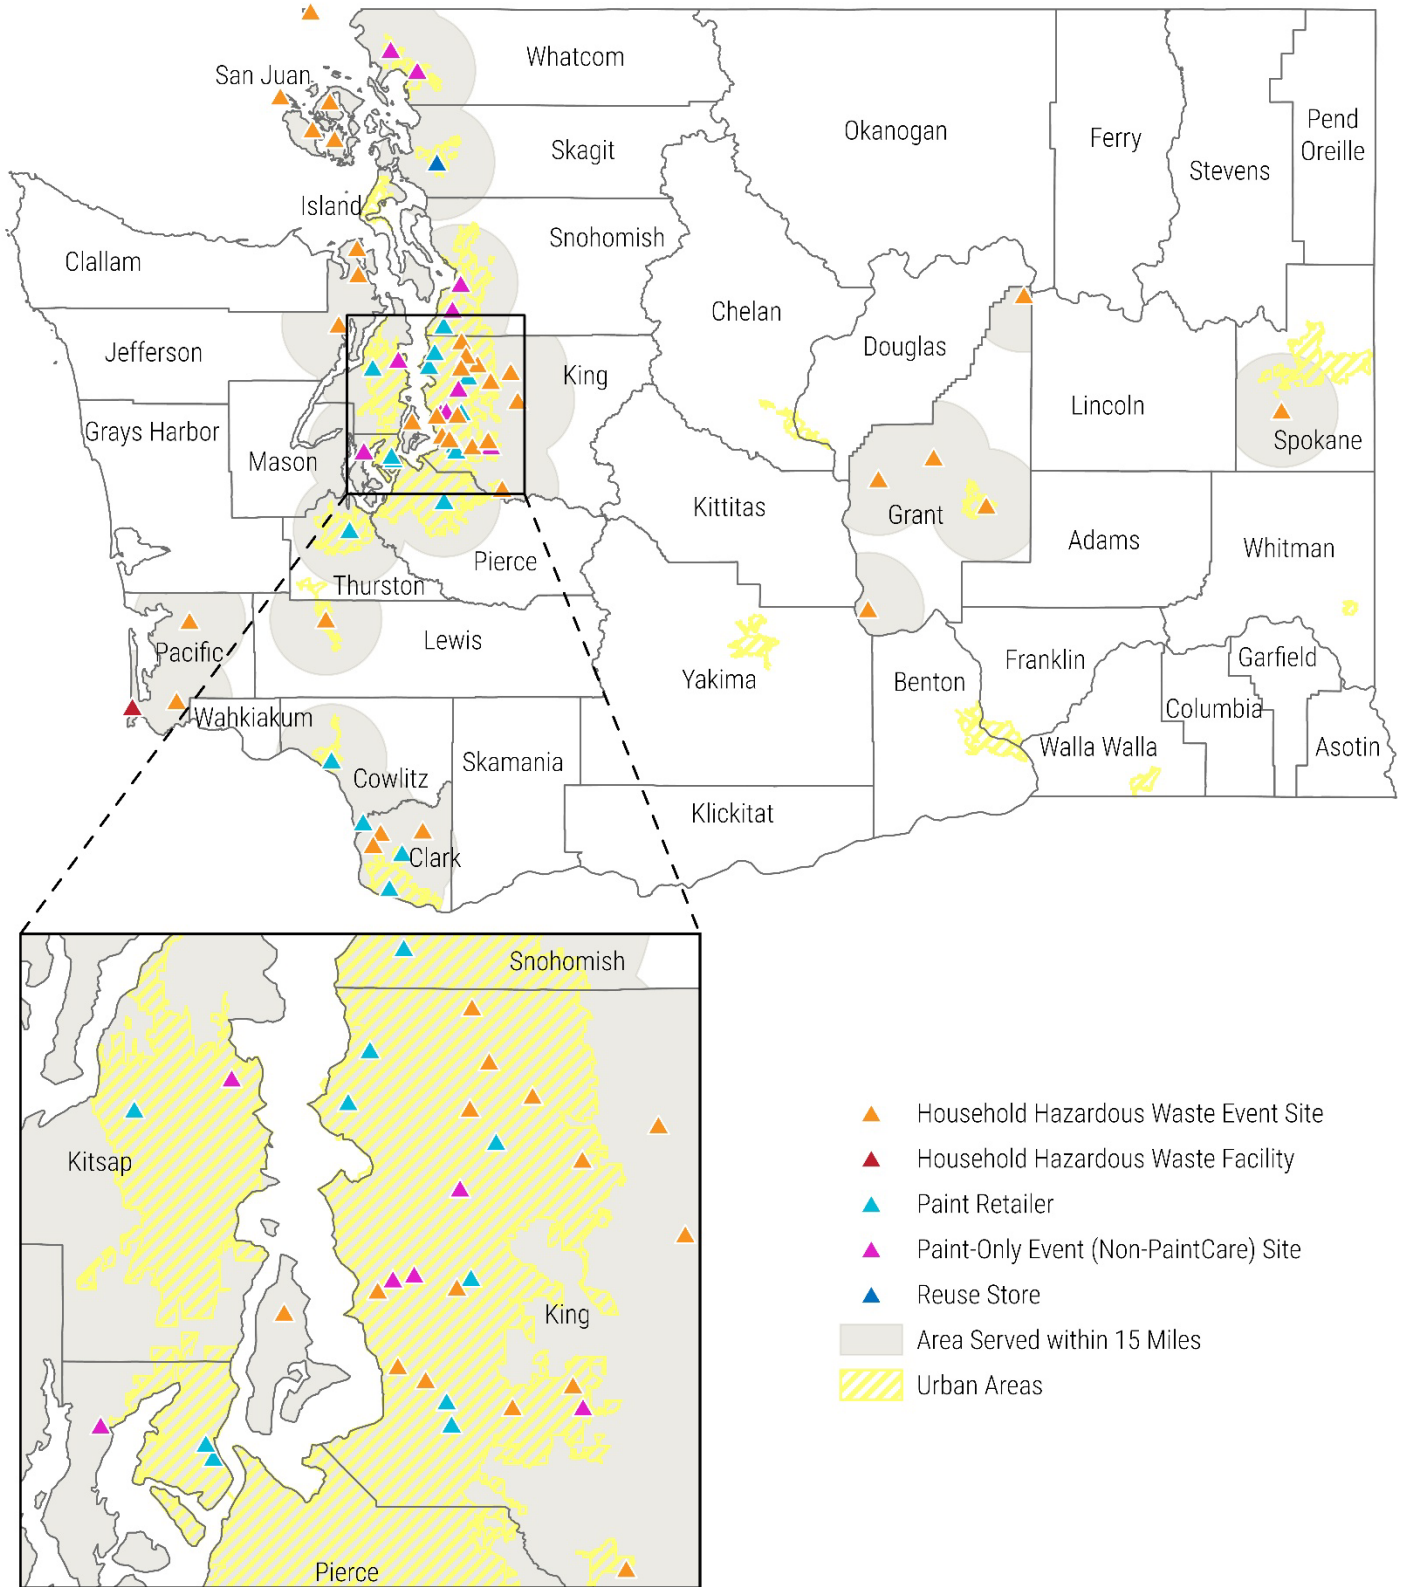 Whatcom
San Juan
Okanogan
Ferry
Pend
Oreille
Stevens
Skagit
Island
Snohomish
Clallam
Chelan
Jefferson
Douglas
King
Lincoln
Grays Harbor
Mason
Spokane
Kittitas
Grant
Adams
Whitman
Pierce
Thurston
Lewis
Pacific
Yakima
Benton
Franklin
Garfield
Wahkiakum
Columbia
Walla Walla
Asotin
Cowlitz
Skamania
Klickitat
Clark
Snohomish
Kitsap
King
Pierce
Household Hazardous Waste Event Site
Household Hazardous Waste Facility
Paint Retailer
Paint-Only Event (Non-PaintCare) Site
Reuse Store
Area Served within 15 Miles
Urban Areas